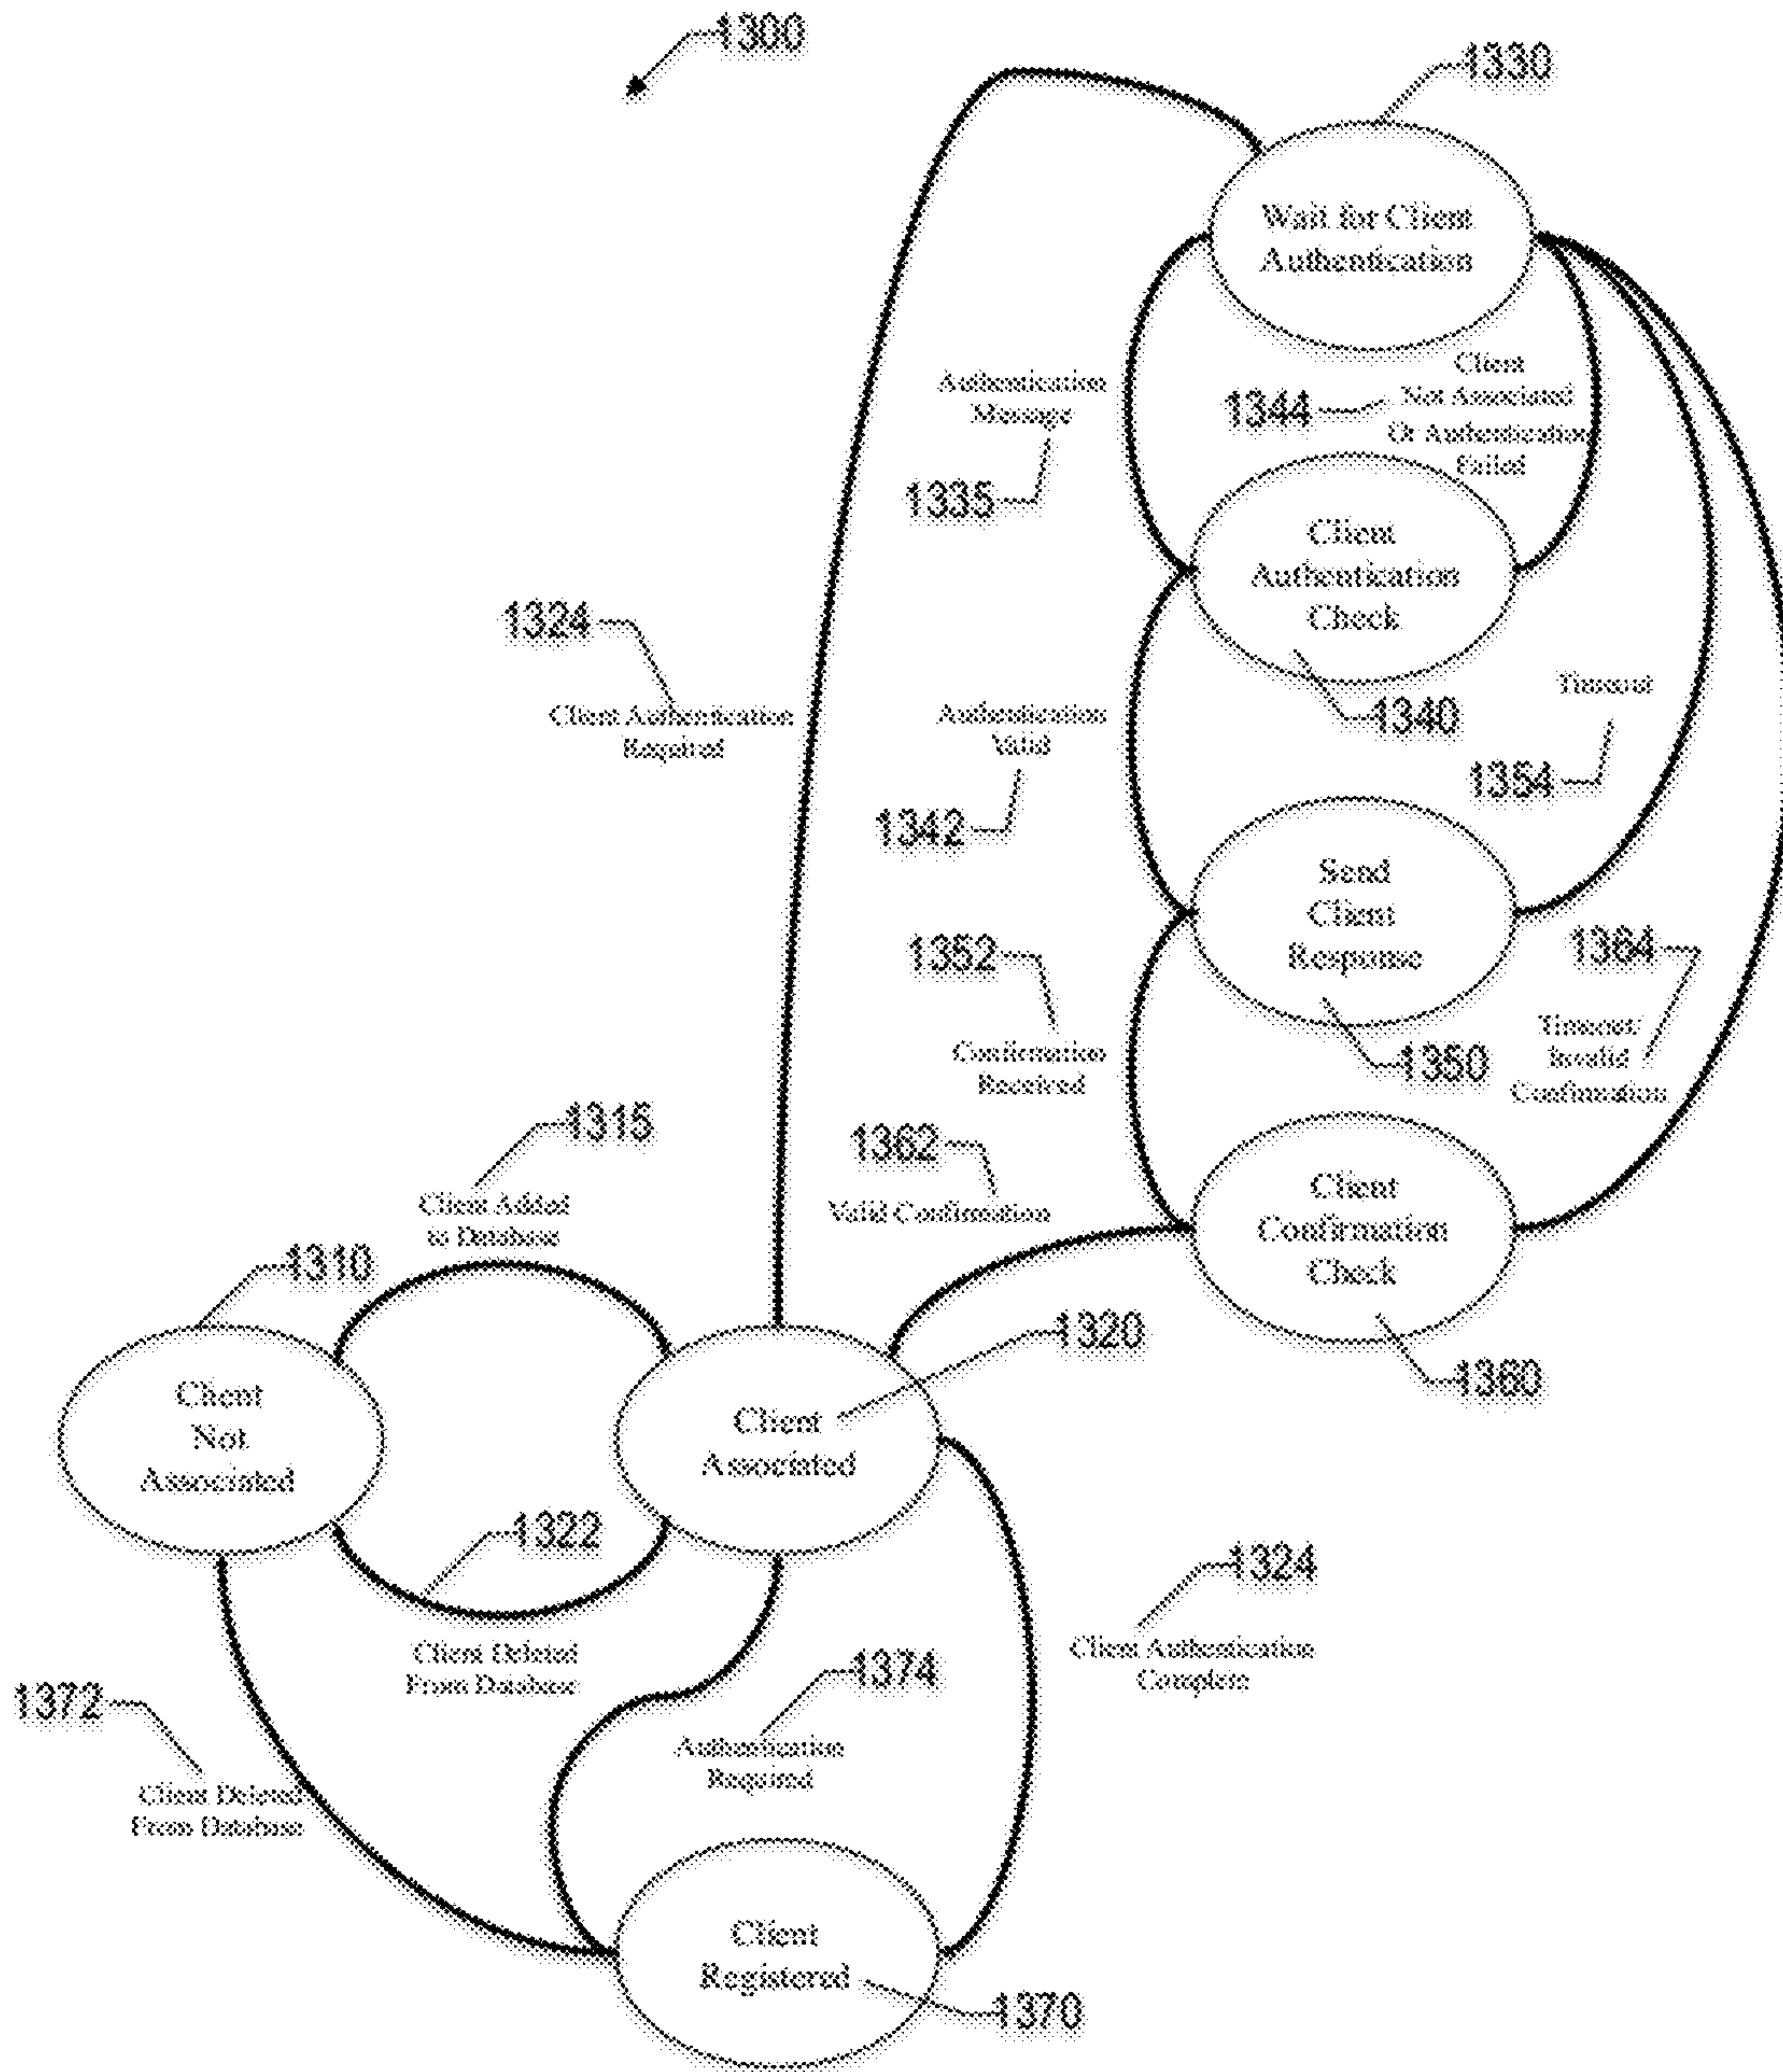 1300
1330
Wait for Client
Authentication
Authentication
Message
1335
Client
Not Associated
Or Authentication
Failed
1344
Client
Authentication
Check
1340
1324
Client Authentication
Required
Authentication
Valid
1342
Timeout
1354
Send
Client
Response
1350
1352
Confirmation
Received
1364
Timeout/
Invalid
Confirmation
1362
Valid Confirmation
Client
Confirmation
Check
1360
1315
Client Added
to Database
1310
Client
Not
Associated
1320
Client
Associated
1322
Client Deleted
From Database
1324
Client Authentication
Complete
1372
Client Deleted
From Database
1374
Authentication
Required
Client
Registered
1370